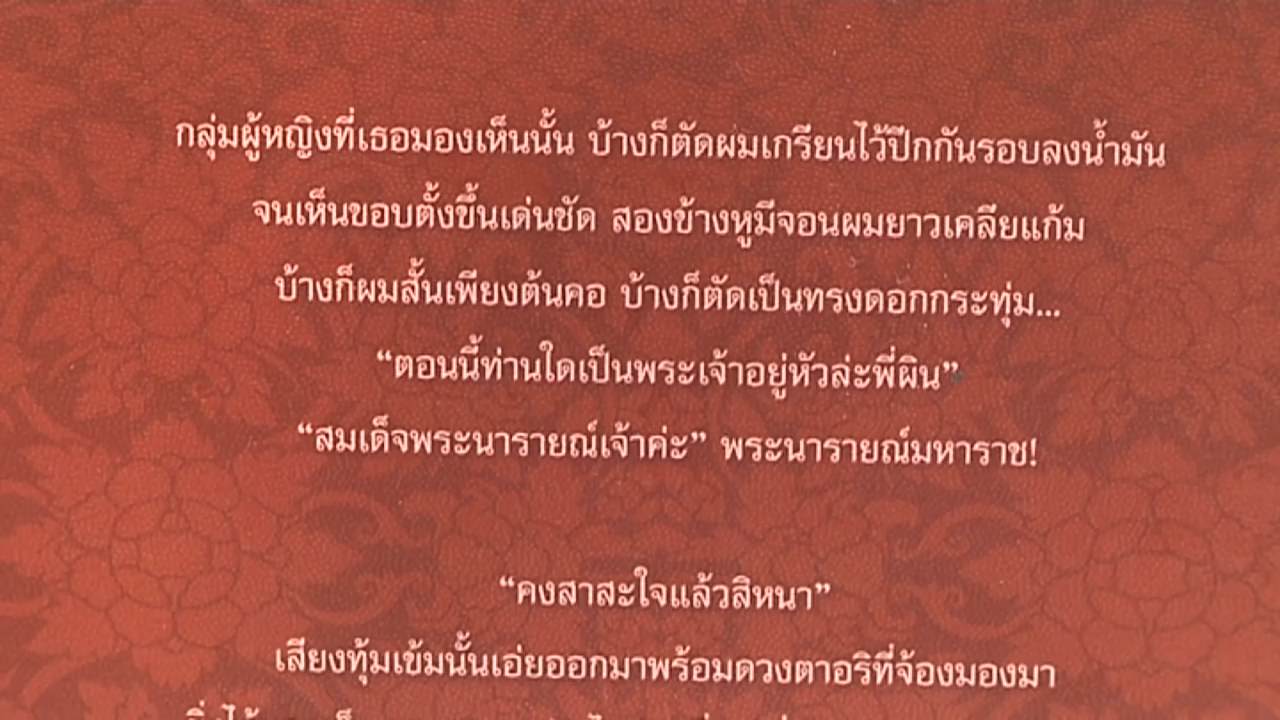 กลุ่มผู้หญิงที่เธอมองเห็นนั้น บ้างก็ตัดผมเกรียนไว้ปีกกันรอบลงน้ำมัน
จนเห็นขอบตั้งขึ้นเด่นชัด สองข้างหูมีจอนผมยาวเคลียแก้ม
บ้างก็ผมสั้นเพียงต้นคอ บ้างก็ตัดเป็นทรงดอกกระทุ่ม...
“ตอนนี้ท่านใดเป็นพระเจ้าอยู่หัวล่ะพี่ผิน”
“สมเด็จพระนารายณ์เจ้าค่ะ” พระนารายณ์มหาราช!
“คงสาสะใจแล้วสิหนา”
เสียงทุ้มเข้มนั้นเอ่ยออกมาพร้อมดวงตาอริที่จ้องมองมา